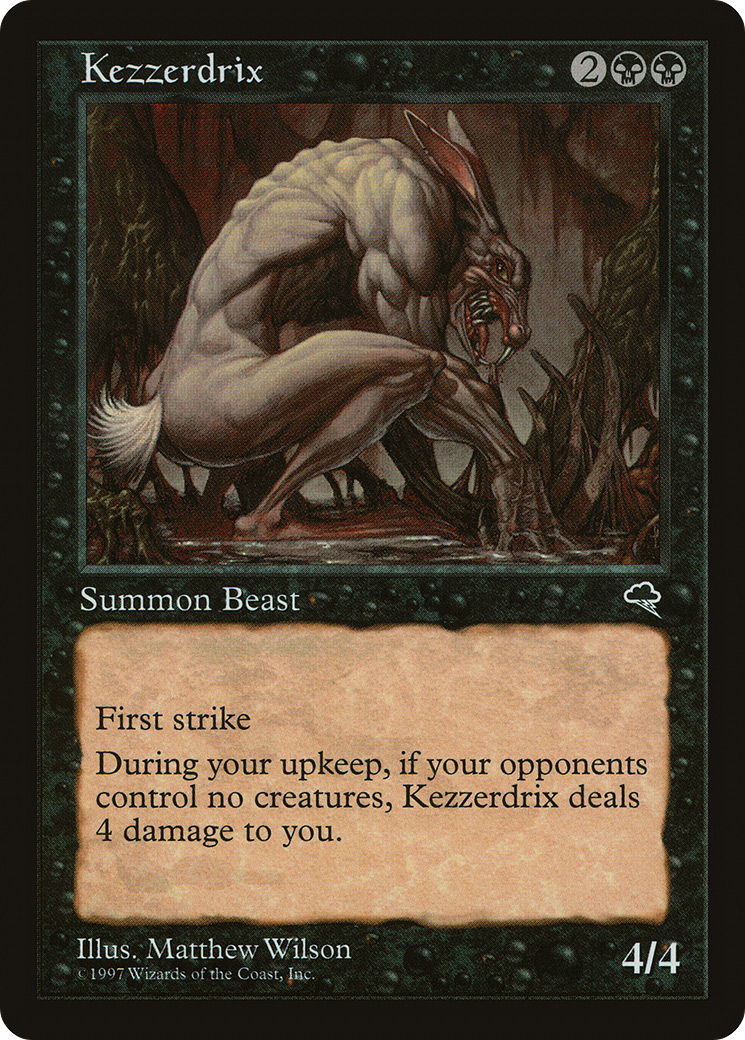 Kezzerdrix 2
Summon Beast
First strike
During your upkeep, if your opponents
control no creatures, Kezzerdrix deals
4 damage to you.
Illus. Matthew Wilson
©1997 Wizards of the Coast, Inc.
4/4